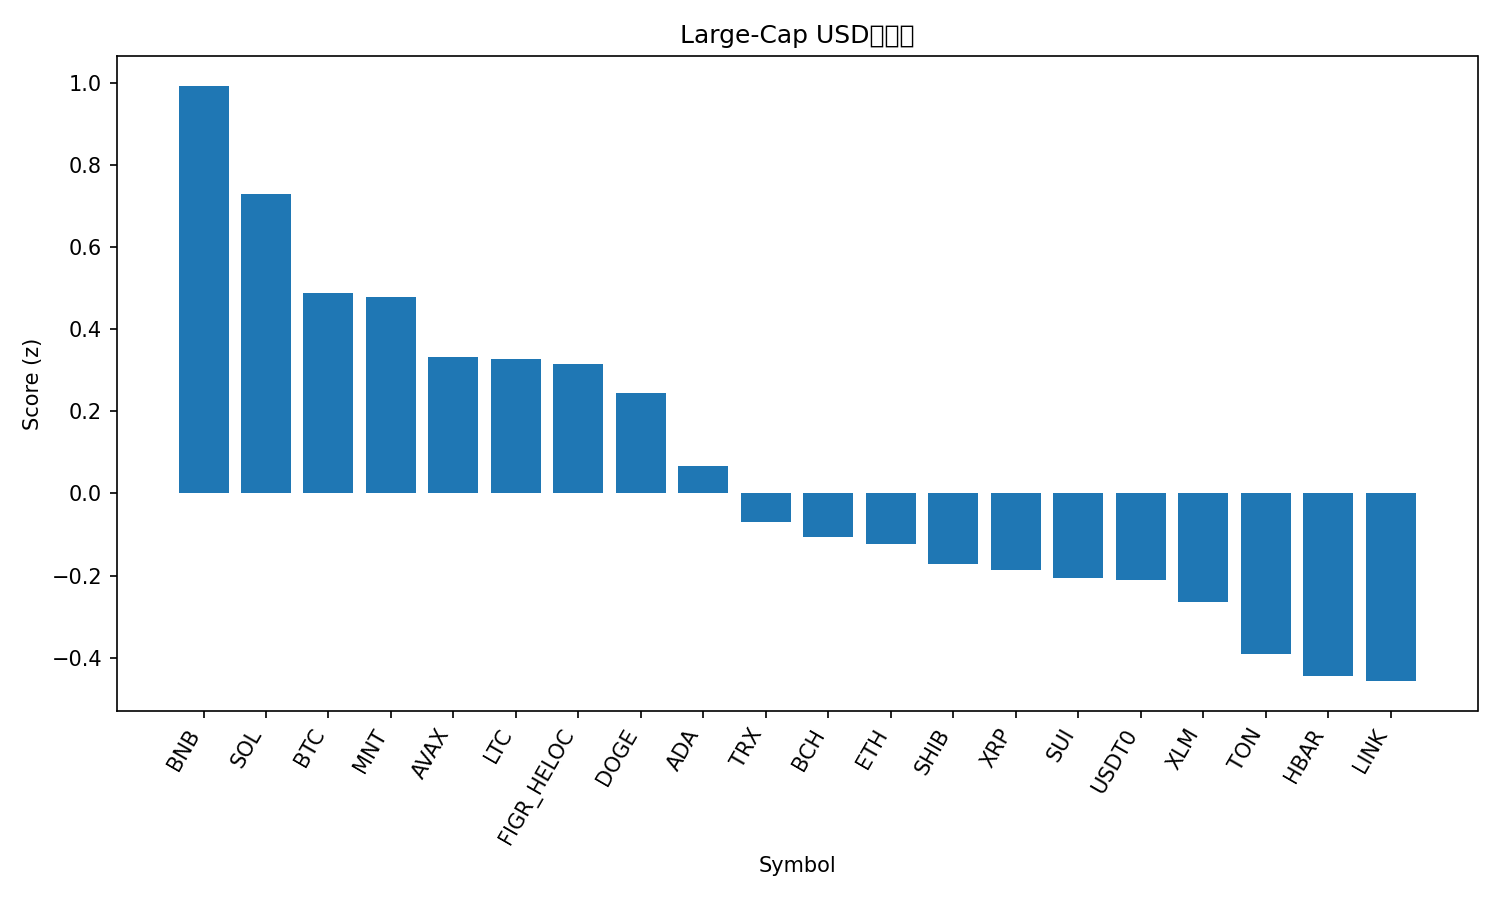 Large-Cap USD
Score (z)
1.0
0.8
0.6
0.4
0.2
0.0
−0.2
−0.4
BNB
SOL
BTC
MNT
AVAX
LTC
FIGR_HELOC
DOGE
ADA
TRX
BCH
ETH
SHIB
XRP
SUI
USDT0
XLM
TON
HBAR
LINK
Symbol